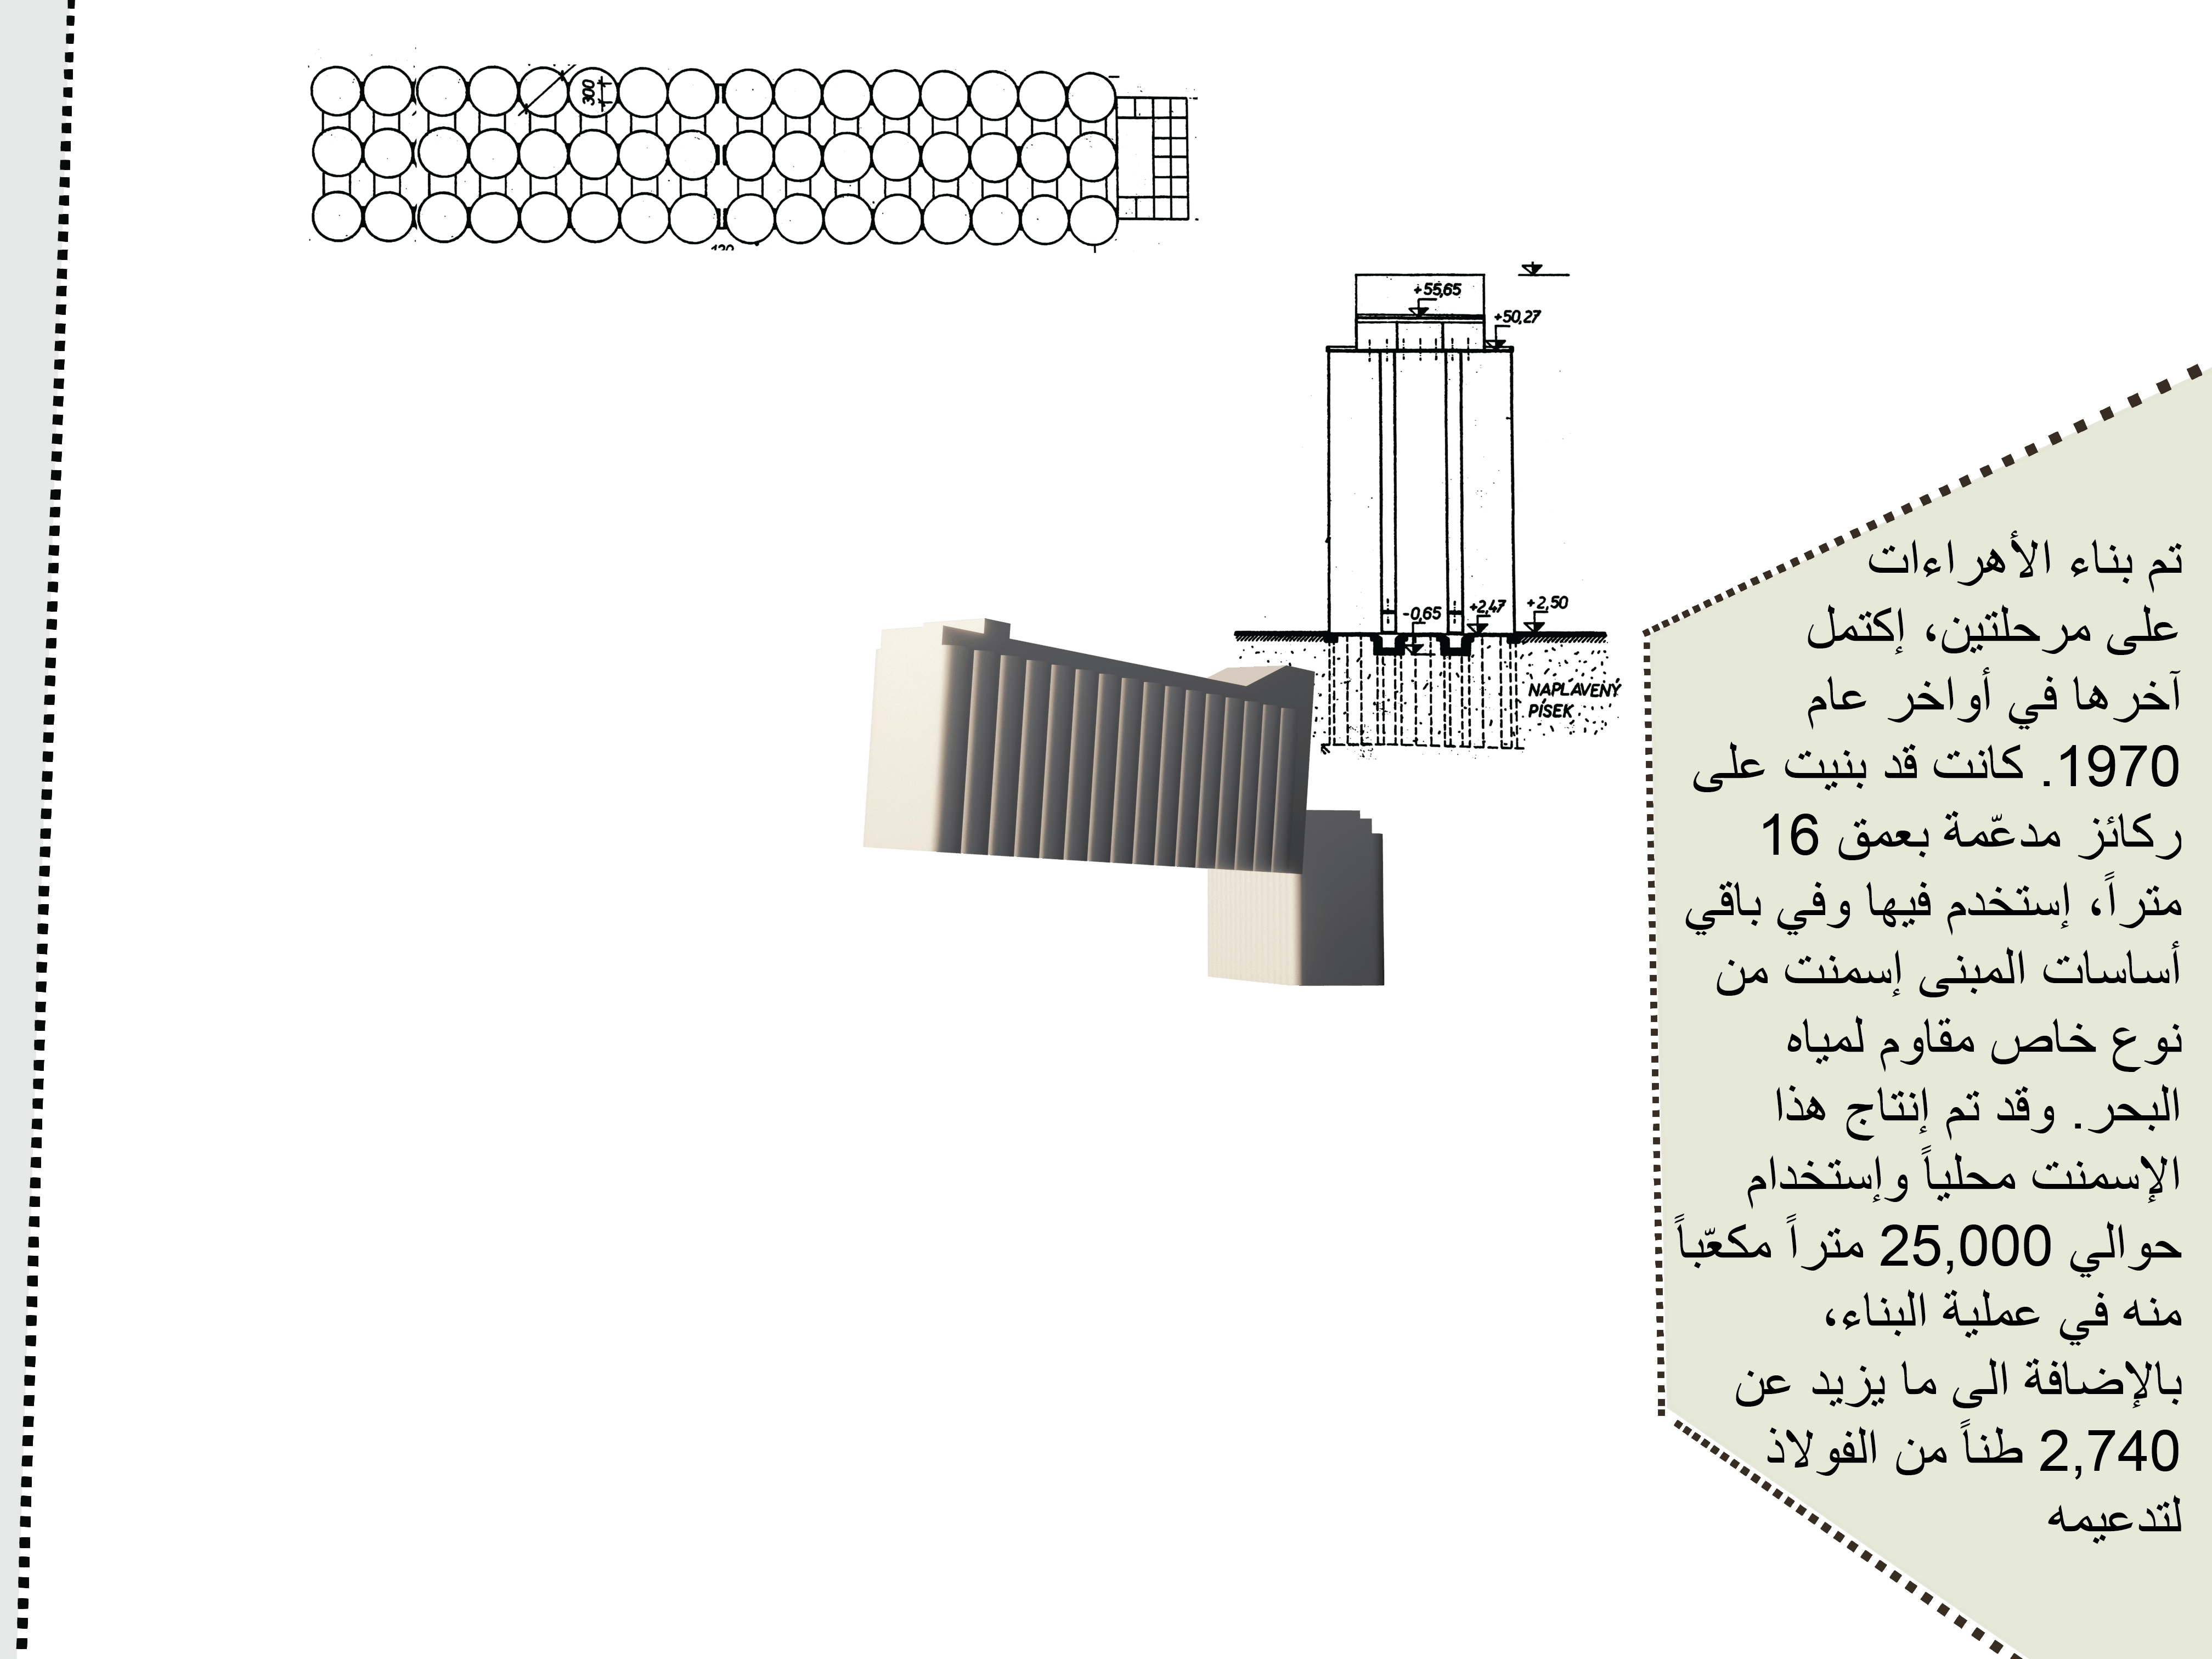 300
120
+55,65
+50,27
-0,65
+2,47
+2,50
NAPLAVENÝ
PÍSEK
تم بناء الأهراءات
على مرحلتين، إكتمل
آخرها في أواخر عام
1970. كانت قد بنيت على
ركائز مدعّمة بعمق 16
متراً، إستخدم فيها وفي باقي
أساسات المبنى إسمنت من
نوع خاص مقاوم لمياه
البحر. وقد تم إنتاج هذا
الإسمنت محلياً وإستخدام
حوالي 25,000 متراً مكعّباً
منه في عملية البناء،
بالإضافة الى ما يزيد عن
2,740 طناً من الفولاذ
لتدعيمه